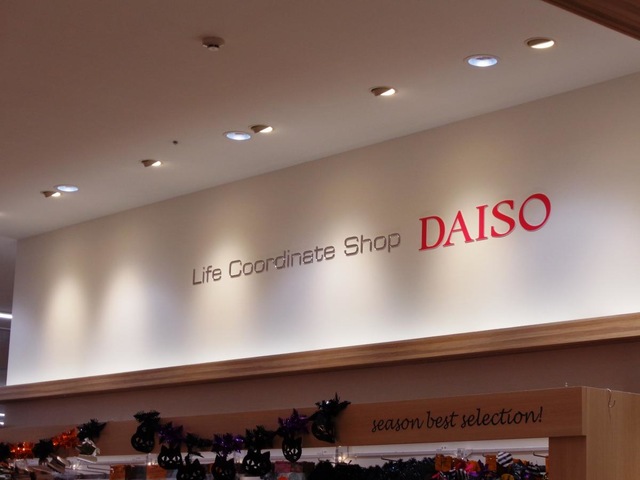 Life Coordinate Shop DAISO
season best selection!